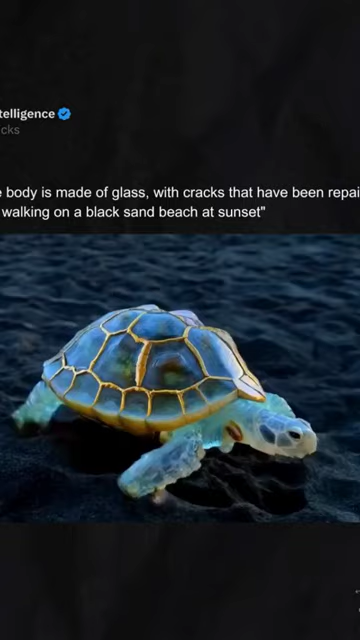 telligence
cks
e body is made of glass, with cracks that have been repai
walking on a black sand beach at sunset"